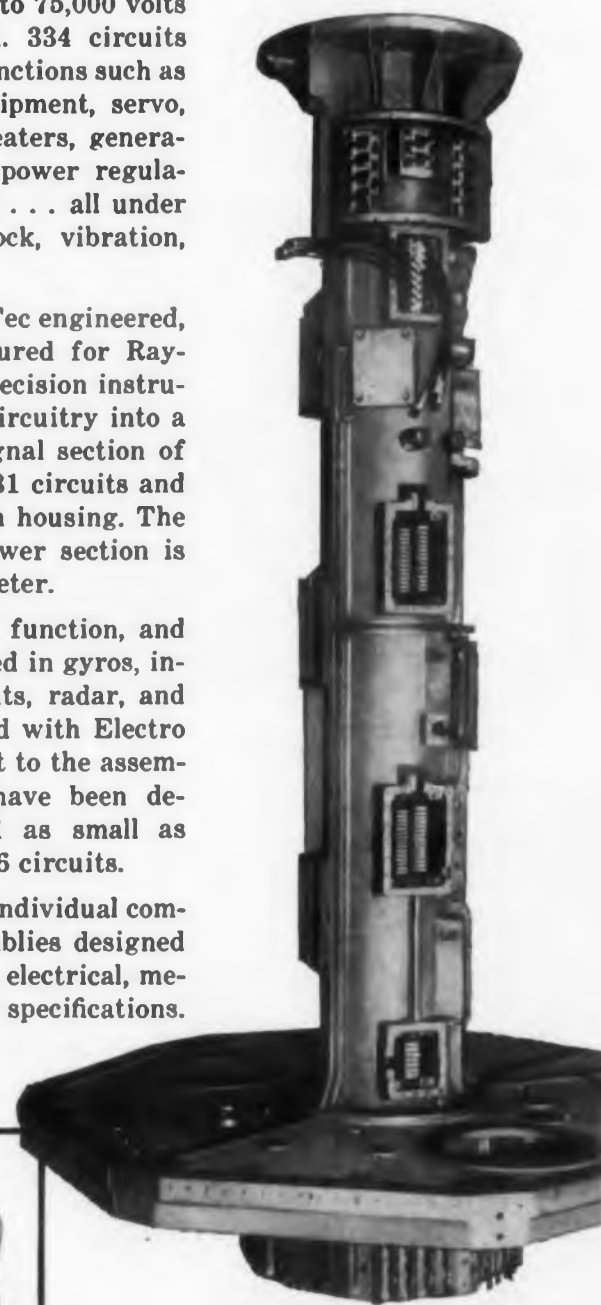 to 75,000 volts
. 334 circuits
nctions such as
ipment, servo,
eaters, genera-
power regula-
. . . all under
ock, vibration,
Tec engineered,
ured for Ray-
ecision instru-
ircuitry into a
gnal section of
31 circuits and
n housing. The
wer section is
eter.
function, and
ed in gyros, in-
ts, radar, and
d with Electro
t to the assem-
have been de-
as small as
6 circuits.
ndividual com-
blies designed
electrical, me-
specifications.